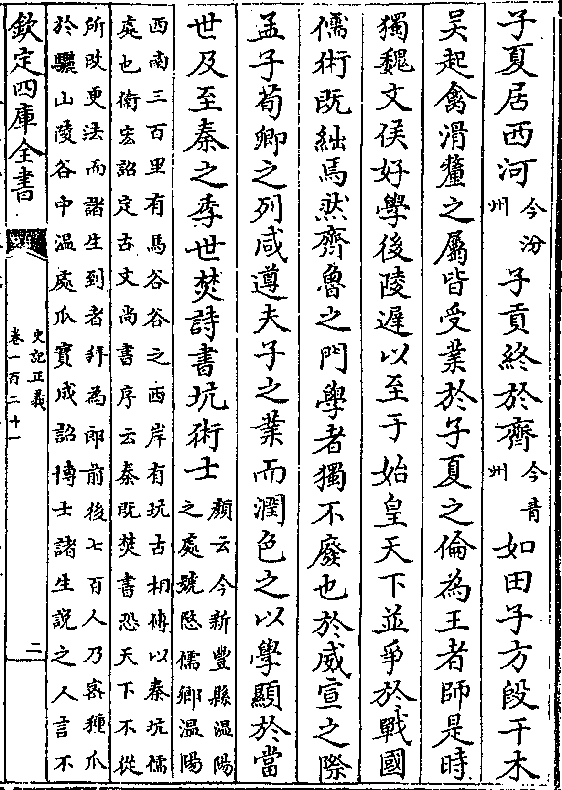 子夏居西河今汾州子貢終於齊今青州如田子方段干木
吴起禽滑釐之屬皆受業於子夏之倫為王者師是時
獨魏文侯好學後陵遲以至于始皇天下並爭於戰國
儒術既絀焉然齊魯之門學者獨不廢也於威宣之際
孟子荀卿之列咸遵夫子之業而潤色之以學顯於當
世及至秦之季世焚詩書坑術士顔云今新豐縣温陽之處號愍儒鄉温陽
西南三百里有馬谷谷之西岸有坑古相傳以秦坑儒
處也衛宏詔定古文尚書序云秦既焚書恐天下不從
所改更法而諸生到者拜為郎前後七百人乃密種瓜
於驪山陵谷中温處瓜實成詔博士諸生說之人言不
欽定四庫全書
史記正義
卷一百二十一
二